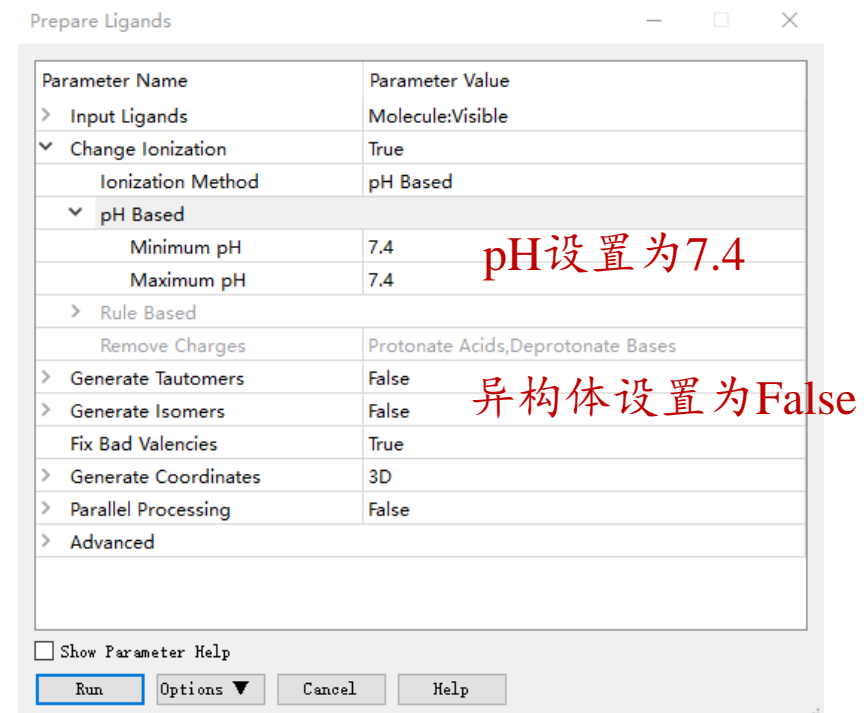 Prepare Ligands
Parameter Name Parameter Value
Input Ligands Molecule:Visible
Change Ionization True
Ionization Method pH Based
pH Based
Minimum pH 7.4
Maximum pH 7.4
pH设置为7.4
Rule Based
Remove Charges Protonate Acids,Deprotonate Bases
Generate Tautomers False
Generate Isomers False
异构体设置为False
Fix Bad Valencies True
Generate Coordinates 3D
Parallel Processing False
Advanced
Show Parameter Help
Run Options▼ Cancel Help